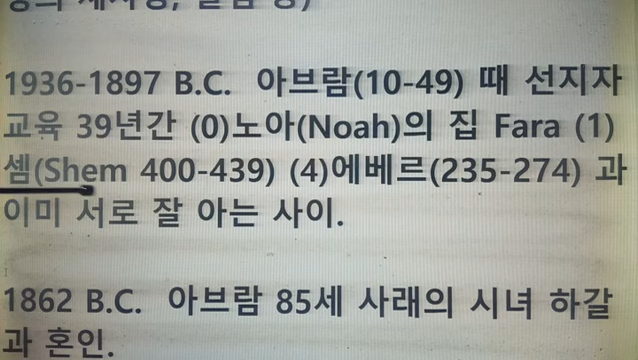 1936-1897 B.C. 아브람(10-49) 때 선지자
교육 39년간 (0)노아(Noah)의 집 Fara (1)
셈(Shem 400-439) (4)에베르(235-274) 과
이미 서로 잘 아는 사이.
1862 B.C. 아브람 85세 사래의 시녀 하갈
과 혼인.